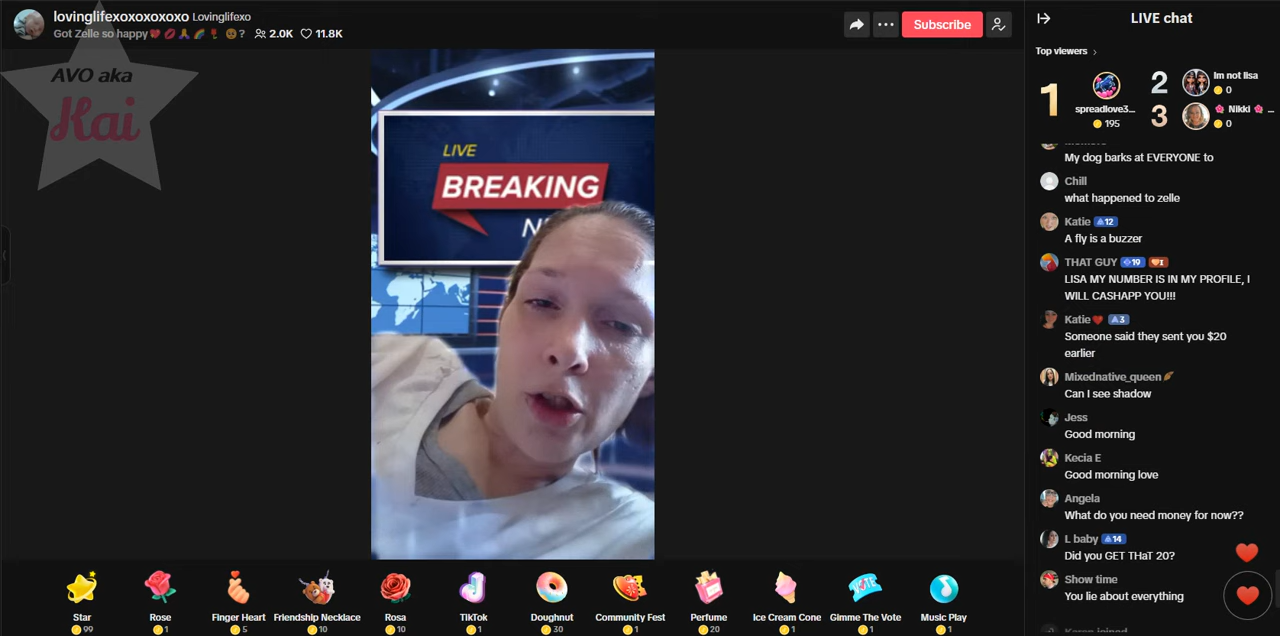 lovinglifexoxoxoxoxo Lovinglifexo
Got Zelle so happy💖💋🎗️🌈🌹🥺? 2.0K 11.8K
Subscribe
AVO aka
Kai
LIVE
BREAKING
LIVE chat
Top viewers >
1
spreadlove3...
195
2
Im not lisa
0
3
🌸 Nikki 🌸 ...
0
My dog barks at EVERYONE to
Chill
what happened to zelle
Katie 12
A fly is a buzzer
THAT GUY 19 I
LISA MY NUMBER IS IN MY PROFILE, I
WILL CASHAPP YOU!!!
Katie❤️ 3
Someone said they sent you $20
earlier
Mixednative_queen🪶
Can I see shadow
Jess
Good morning
Kecia E
Good morning love
Angela
What do you need money for now??
L baby 14
Did you GET THaT 20?
Show time
You lie about everything
Karen joined
Star
99
Rose
1
Finger Heart
5
Friendship Necklace
10
Rosa
10
TikTok
1
Doughnut
30
Community Fest
1
Perfume
20
Ice Cream Cone
1
VOTE
Gimme The Vote
1
Music Play
1